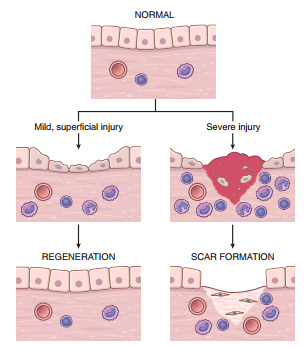 NORMAL
Mild, superficial injury
Severe injury
REGENERATION
SCAR FORMATION